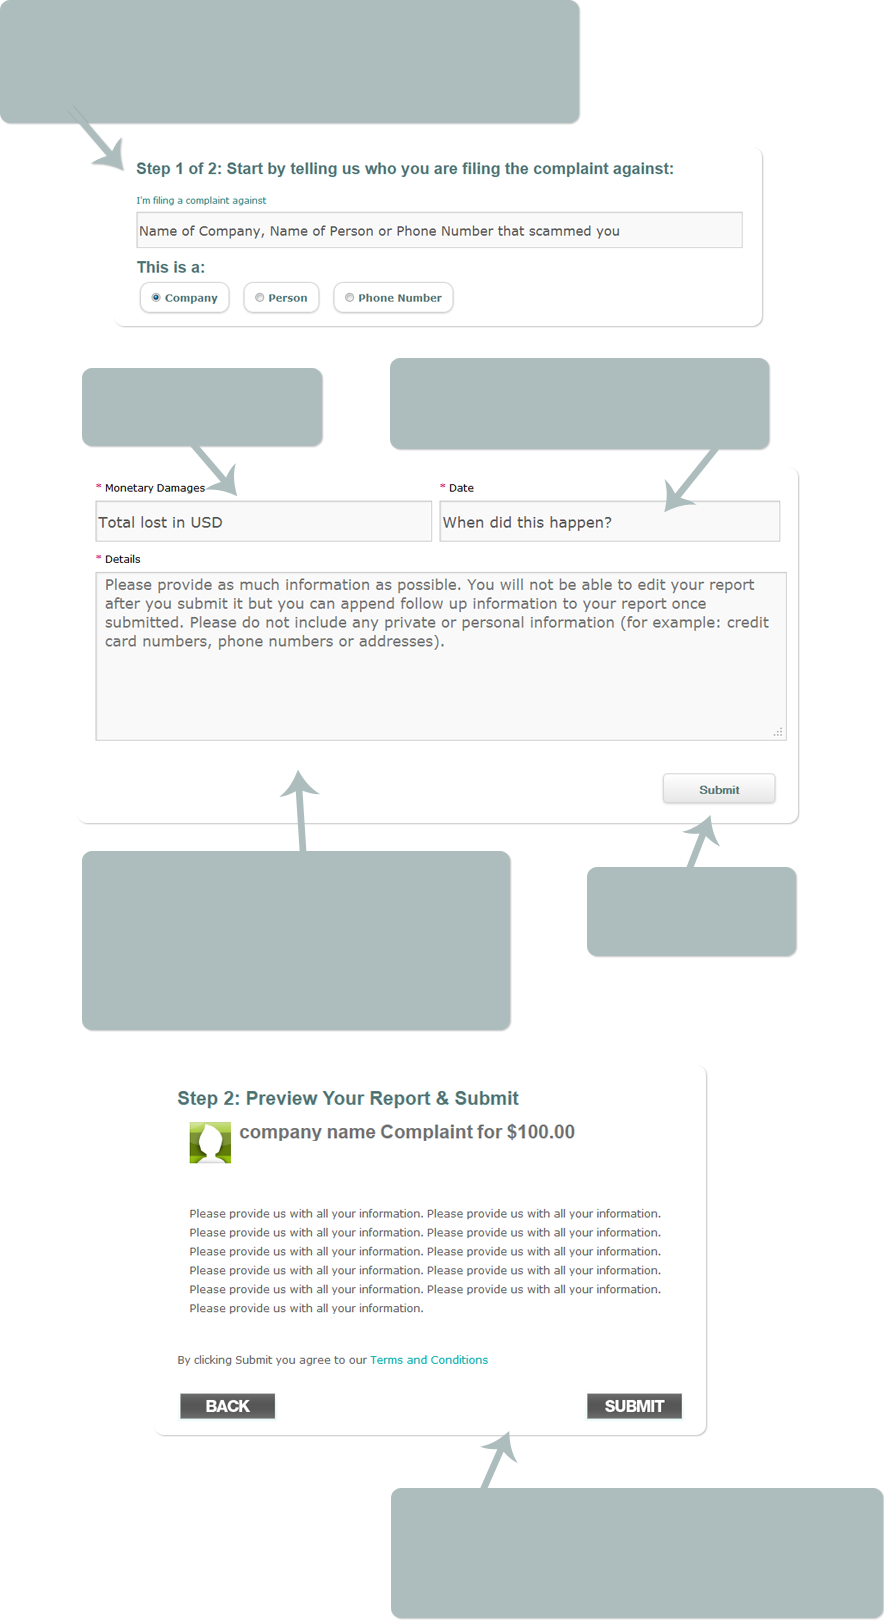 Step 1 of 2: Start by telling us who you are filing the complaint against:
I'm filing a complaint against
Name of Company, Name of Person or Phone Number that scammed you
This is a:
Company Person Phone Number
* Monetary Damages * Date
Total lost in USD When did this happen?
* Details
Please provide as much information as possible. You will not be able to edit your report
after you submit it but you can append follow up information to your report once
submitted. Please do not include any private or personal information (for example: credit
card numbers, phone numbers or addresses).
Submit
Step 2: Preview Your Report & Submit
company name Complaint for $100.00
Please provide us with all your information. Please provide us with all your information.
Please provide us with all your information. Please provide us with all your information.
Please provide us with all your information. Please provide us with all your information.
Please provide us with all your information. Please provide us with all your information.
Please provide us with all your information. Please provide us with all your information.
Please provide us with all your information.
By clicking Submit you agree to our Terms and Conditions
BACK SUBMIT